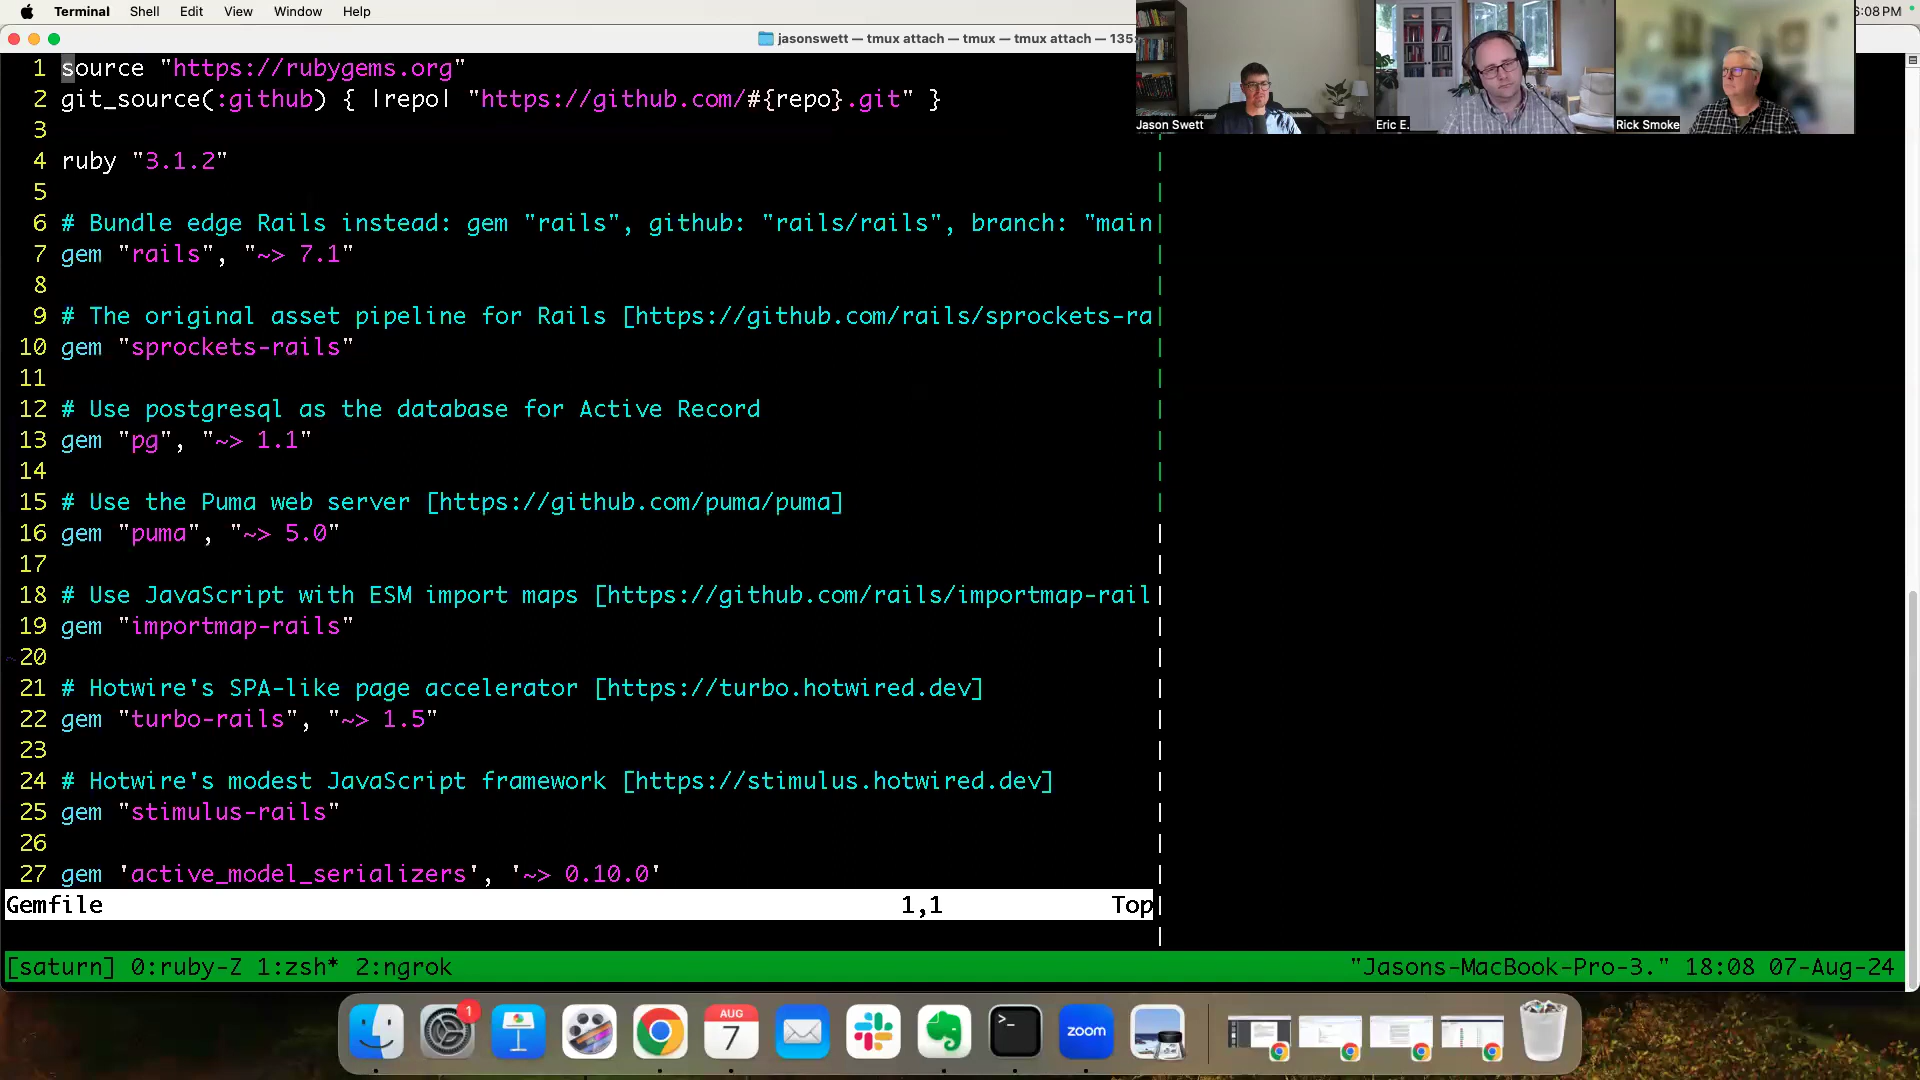 Terminal Shell Edit View Window Help
6:08 PM
jasonswett — tmux attach — tmux — tmux attach — 135
Jason Swett
Eric E.
Rick Smoke
1 source "https://rubygems.org"
2 git_source(:github) { |repo| "https://github.com/#{repo}.git" }
3
4 ruby "3.1.2"
5
6 # Bundle edge Rails instead: gem "rails", github: "rails/rails", branch: "main
7 gem "rails", "~> 7.1"
8
9 # The original asset pipeline for Rails [https://github.com/rails/sprockets-ra
10 gem "sprockets-rails"
11
12 # Use postgresql as the database for Active Record
13 gem "pg", "~> 1.1"
14
15 # Use the Puma web server [https://github.com/puma/puma]
16 gem "puma", "~> 5.0"
17
18 # Use JavaScript with ESM import maps [https://github.com/rails/importmap-rail
19 gem "importmap-rails"
20
21 # Hotwire's SPA-like page accelerator [https://turbo.hotwired.dev]
22 gem "turbo-rails", "~> 1.5"
23
24 # Hotwire's modest JavaScript framework [https://stimulus.hotwired.dev]
25 gem "stimulus-rails"
26
27 gem 'active_model_serializers', '~> 0.10.0'
Gemfile 1,1 Top
[saturn] 0:ruby-Z 1:zsh* 2:ngrok "Jasons-MacBook-Pro-3." 18:08 07-Aug-24
1
AUG
7
>_
zoom